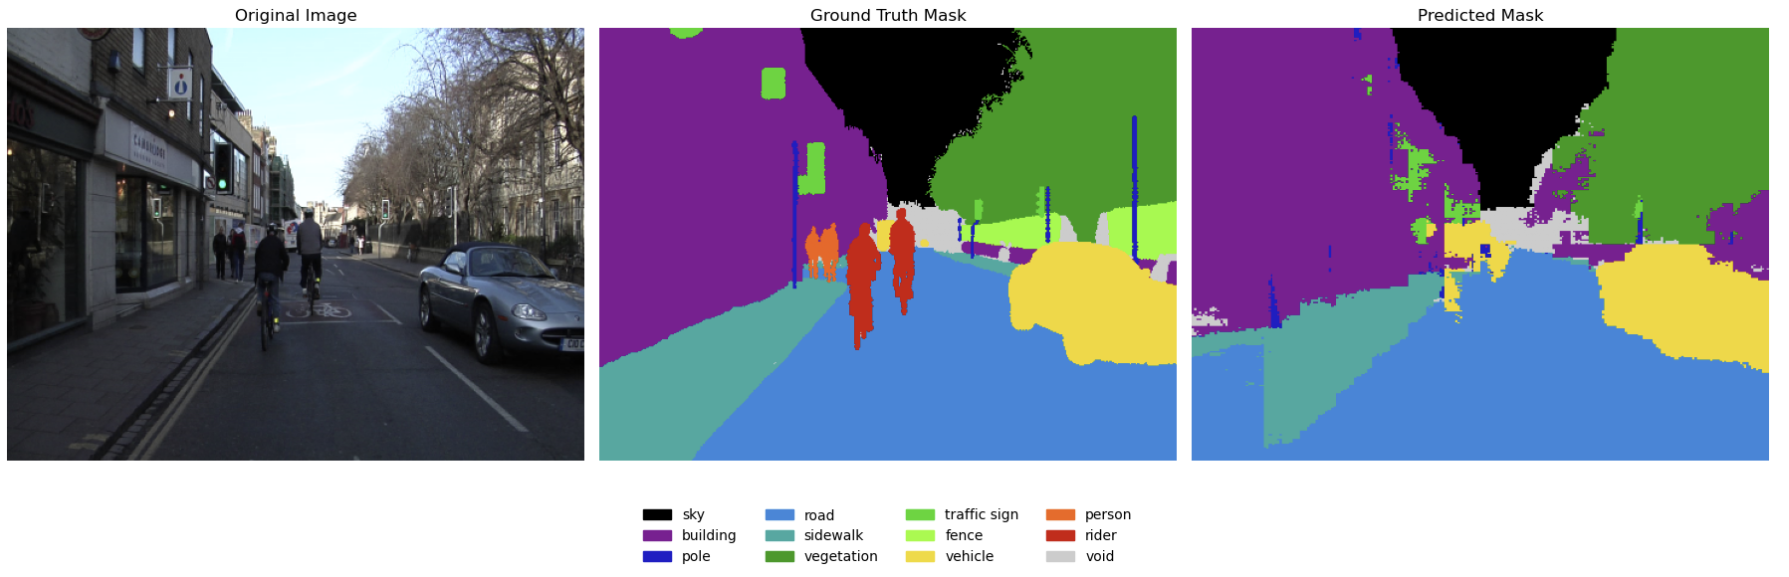 Original Image
Ground Truth Mask
Predicted Mask
CAMBRIDGE
sky
road
traffic sign
person
building
sidewalk
fence
rider
pole
vegetation
vehicle
void